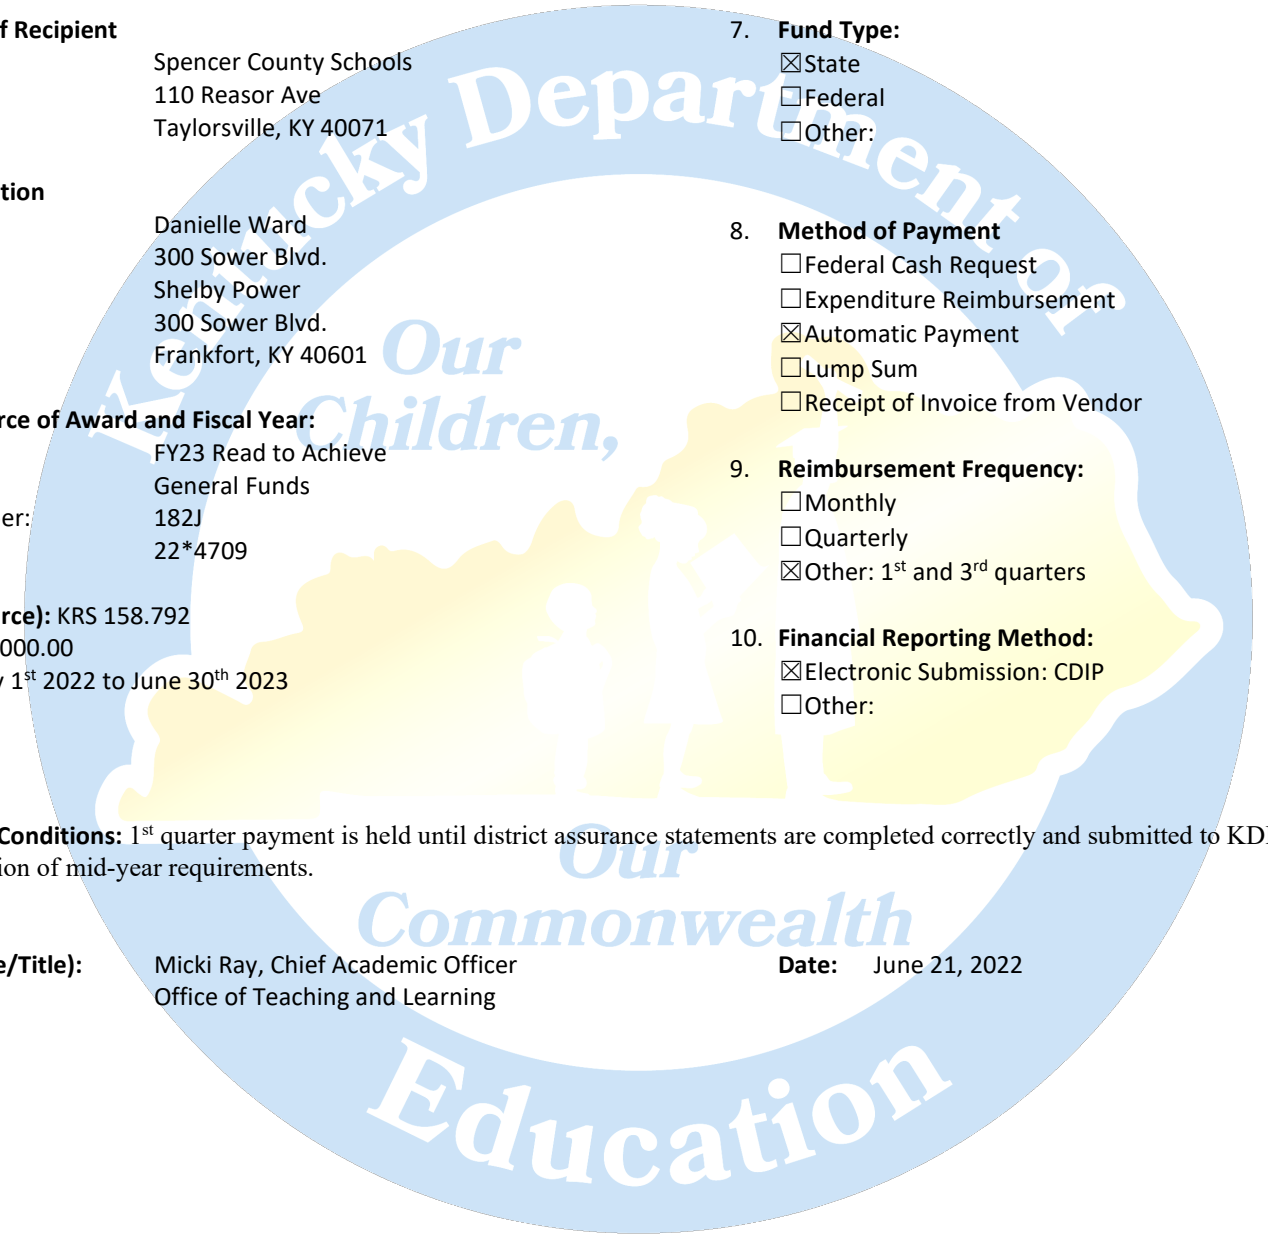 f Recipient
Spencer County Schools
110 Reasor Ave
Taylorsville, KY 40071
tion
Danielle Ward
300 Sower Blvd.
Shelby Power
300 Sower Blvd.
Frankfort, KY 40601
rce of Award and Fiscal Year:
FY23 Read to Achieve
General Funds
er: 182J
22*4709
rce): KRS 158.792
000.00
y 1st 2022 to June 30th 2023
7. Fund Type:
☒State
☐Federal
☐Other:
8. Method of Payment
☐Federal Cash Request
☐Expenditure Reimbursement
☒Automatic Payment
☐Lump Sum
☐Receipt of Invoice from Vendor
9. Reimbursement Frequency:
☐Monthly
☐Quarterly
☒Other: 1st and 3rd quarters
10. Financial Reporting Method:
☒Electronic Submission: CDIP
☐Other:
Conditions: 1st quarter payment is held until district assurance statements are completed correctly and submitted to KD
ion of mid-year requirements.
e/Title): Micki Ray, Chief Academic Officer
Office of Teaching and Learning
Date: June 21, 2022
Kentucky Department of
Education
Our
Children,
Our
Commonwealth